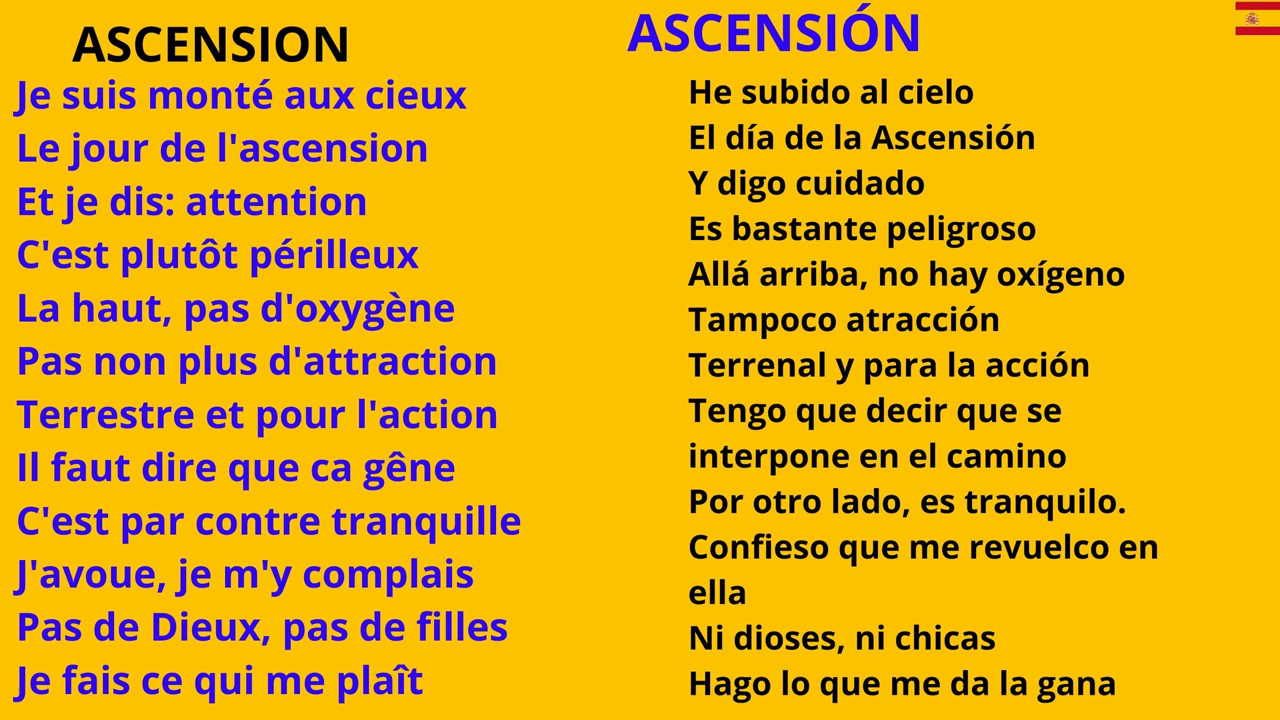 ASCENSION
Je suis monté aux cieux
Le jour de l'ascension
Et je dis: attention
C'est plutôt périlleux
La haut, pas d'oxygène
Pas non plus d'attraction
Terrestre et pour l'action
Il faut dire que ca gêne
C'est par contre tranquille
J'avoue, je m'y complais
Pas de Dieux, pas de filles
Je fais ce qui me plaît
ASCENSIÓN
He subido al cielo
El día de la Ascensión
Y digo cuidado
Es bastante peligroso
Allá arriba, no hay oxígeno
Tampoco atracción
Terrenal y para la acción
Tengo que decir que se
interpone en el camino
Por otro lado, es tranquilo.
Confieso que me revuelco en
ella
Ni dioses, ni chicas
Hago lo que me da la gana